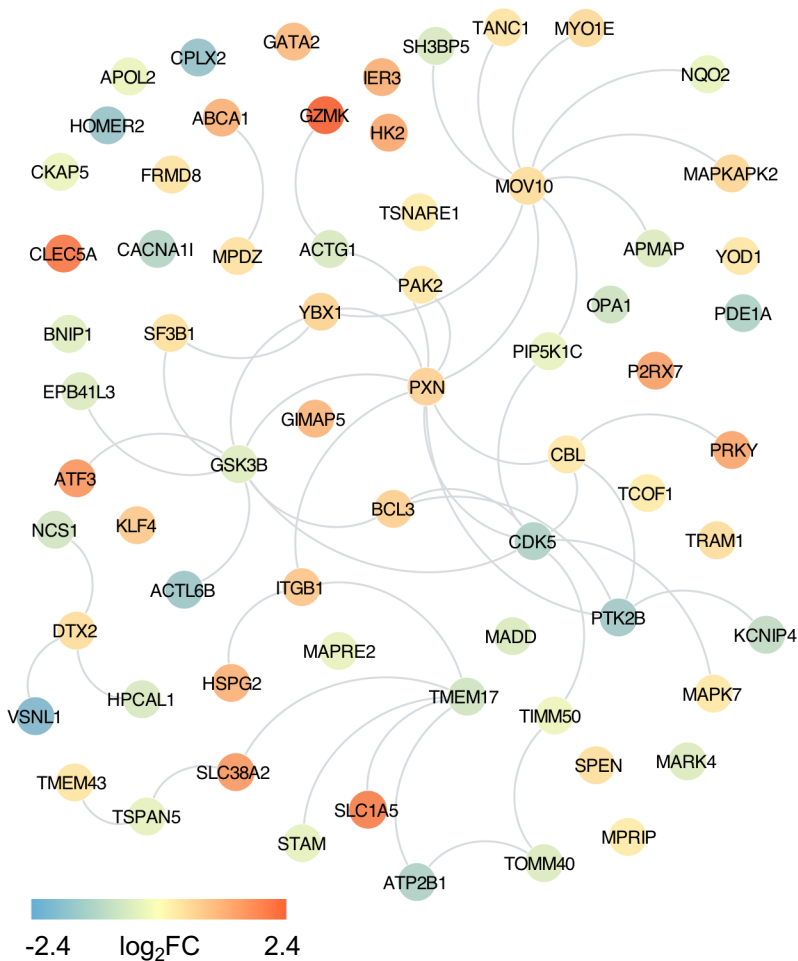 GATA2
TANC1
MYO1E
SH3BP5
CPLX2
APOL2
IER3
NQO2
ABCA1
GZMK
HOMER2
HK2
CKAP5
FRMD8
MOV10
MAPKAPK2
TSNARE1
CLEC5A
CACNA1I
MPDZ
ACTG1
APMAP
YOD1
PAK2
OPA1
YBX1
PDE1A
BNIP1
SF3B1
PIP5K1C
P2RX7
EPB41L3
PXN
GIMAP5
CBL
PRKY
GSK3B
ATF3
TCOF1
BCL3
NCS1
KLF4
CDK5
TRAM1
ACTL6B
ITGB1
PTK2B
DTX2
MADD
KCNIP4
MAPRE2
HSPG2
TMEM17
MAPK7
HPCAL1
VSNL1
TIMM50
SPEN
MARK4
SLC38A2
TMEM43
TSPAN5
SLC1A5
MPRIP
STAM
TOMM40
ATP2B1
-2.4 log₂FC 2.4